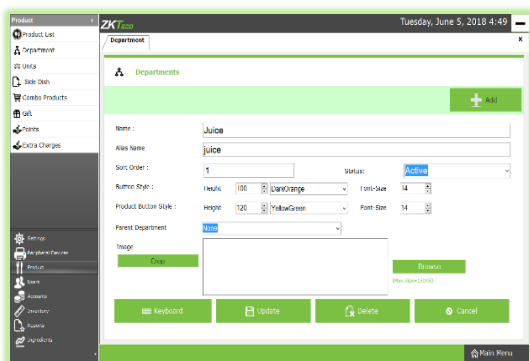 Product
ZKTeco
Tuesday, June 5, 2018 4:49
Product List
Department
Department
Units
Departments
Side Dish
Combo Products
Add
Gift
Points
Extra Charges
Name :
Juice
Alias Name
juice
Sort Order :
1
Status:
Active
Button Style :
Height
100
DarkOrange
Font-Size
14
Product Button Style :
Height
120
YellowGreen
Font-Size
14
Parent Department
None
Image
Crop
Browse
(Max.Size=150KB)
Settings
Peripheral Devices
Product
Users
Accounts
Inventory
Reports
Ingredients
Keyboard
Update
Delete
Cancel
Main Menu